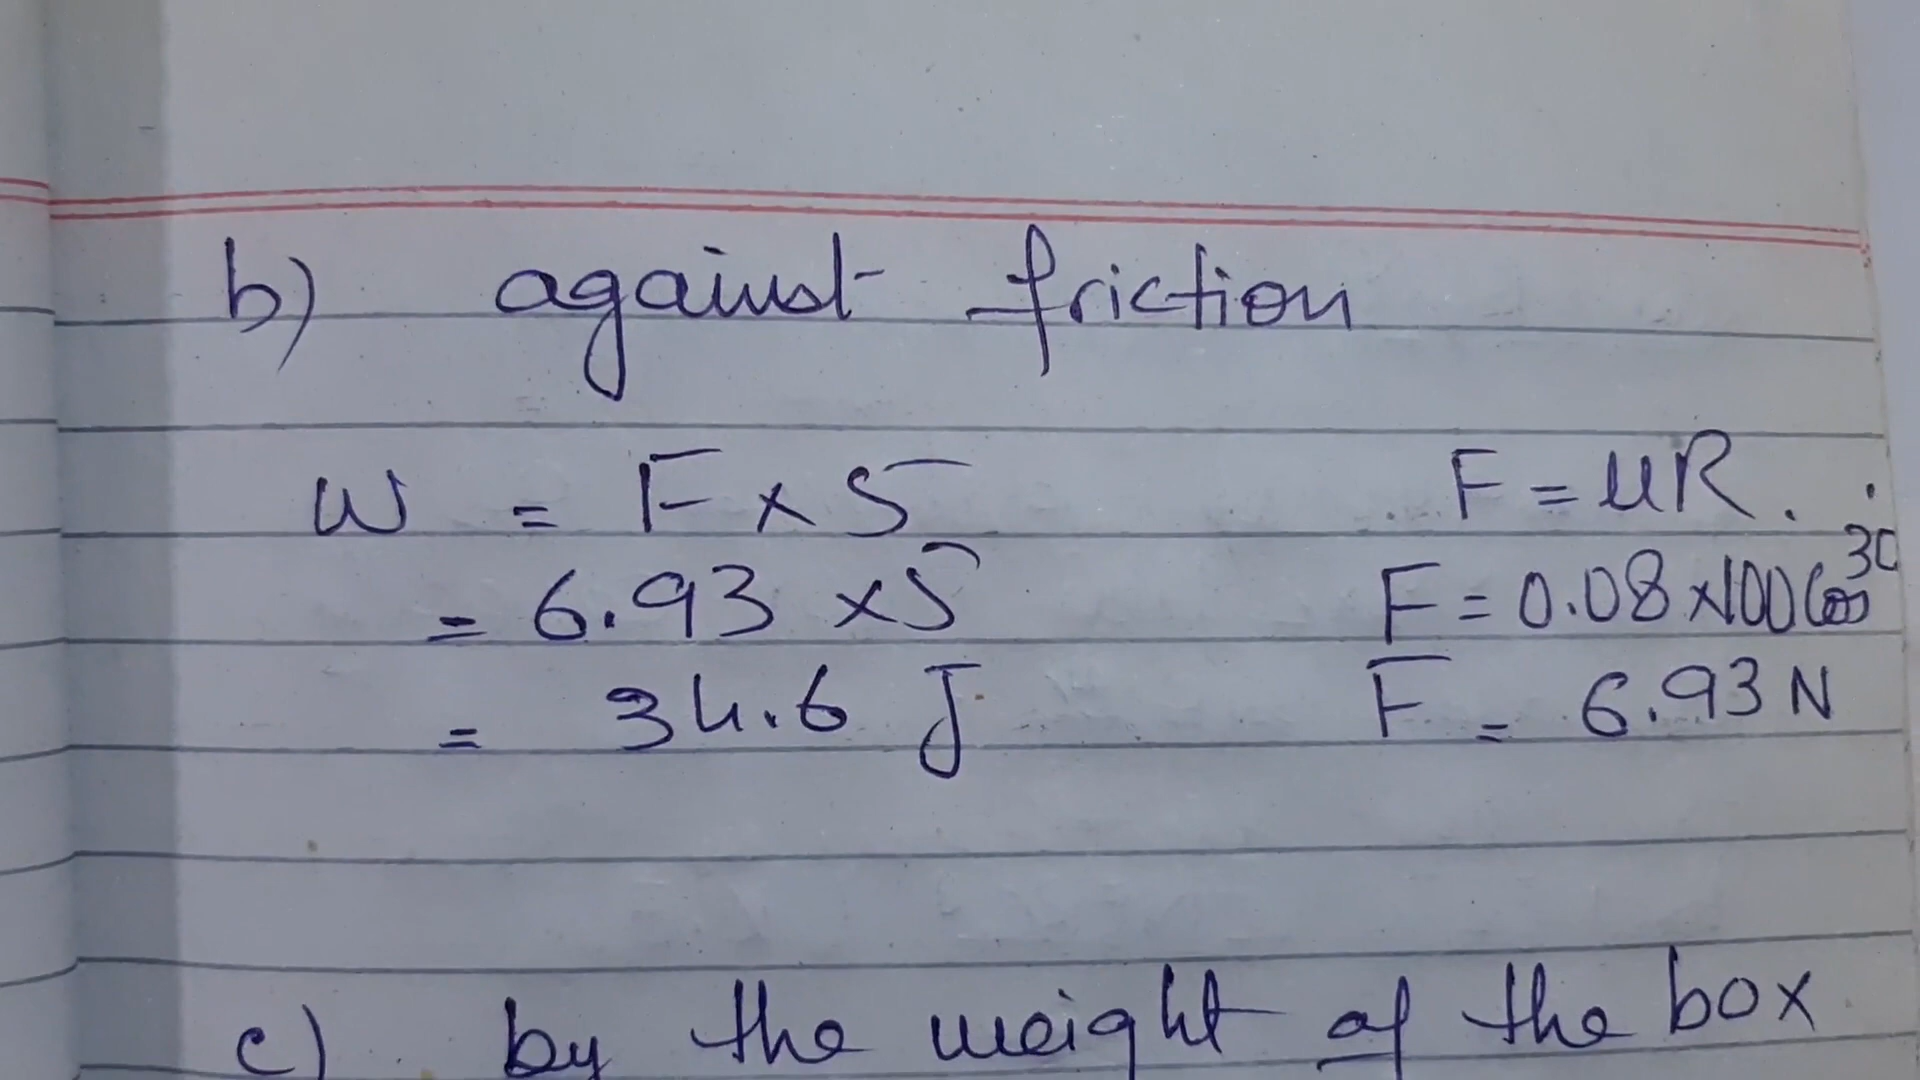 b) against friction
W = F x S
F = μR.
= 6.93 x 5
F = 0.08 x 100 Cos 30
= 34.6 J
F = 6.93 N
c) by the weight of the box